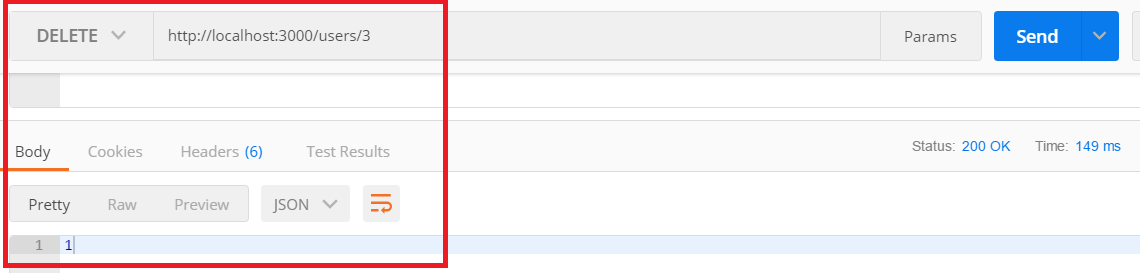 DELETE http://localhost:3000/users/3 Params Send
Body Cookies Headers (6) Test Results Status: 200 OK Time: 149 ms
Pretty Raw Preview JSON
1 1